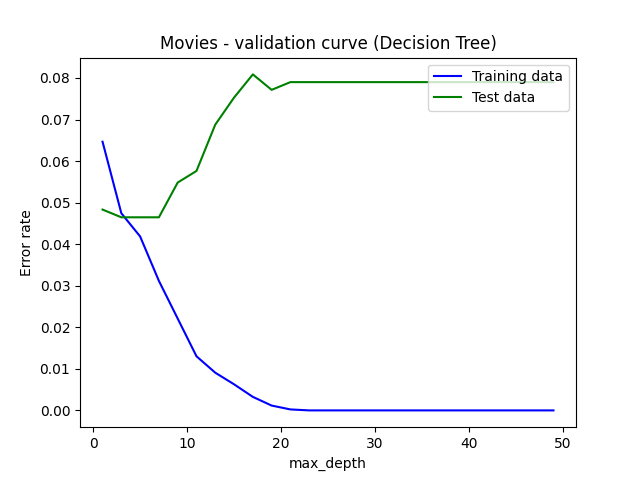 Movies - validation curve (Decision Tree)
Training data
Test data
0.08
0.07
0.06
0.05
0.04
0.03
0.02
0.01
0.00
Error rate
0 10 20 30 40 50
max_depth